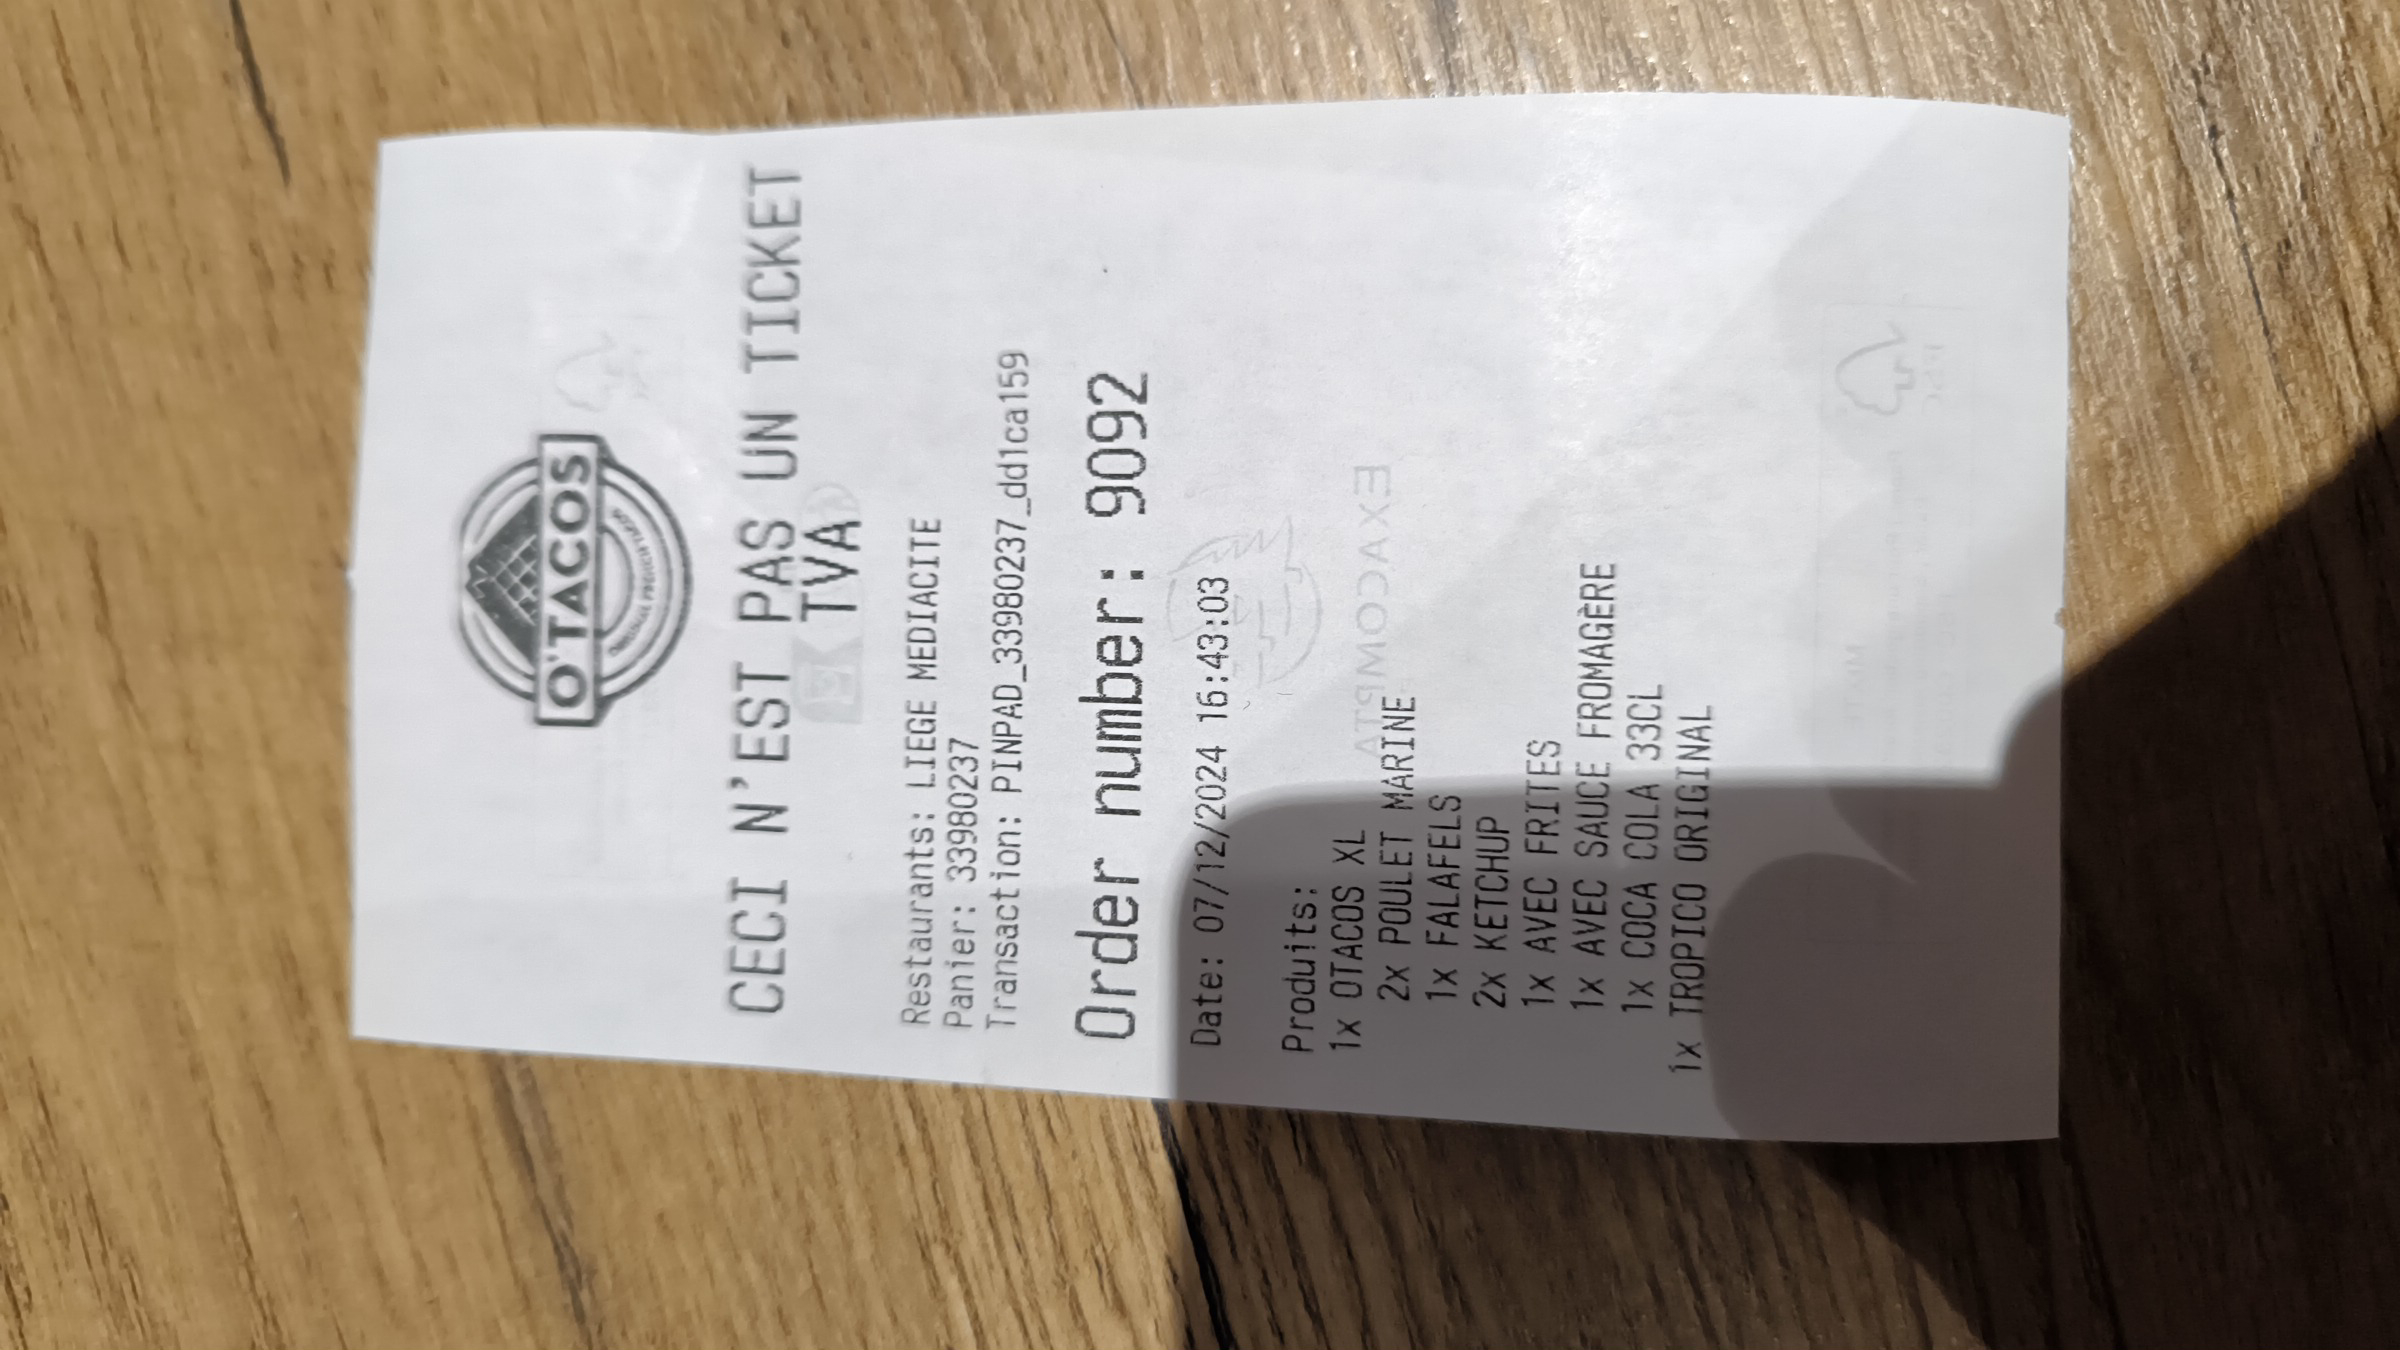 O'TACOS
CECI N'EST PAS UN TICKET
TVA
Restaurants: LIEGE MEDIACITE
Panier: 33980237
Transaction: PINPAD_33980237_dd1ca159
Order number: 9092
Date: 07/12/2024 16:43:03
Produits:
1x OTACOS XL
2x POULET MARINE
1x FALAFELS
2x KETCHUP
1x AVEC FRITES
1x AVEC SAUCE FROMAGÈRE
1x COCA COLA 33CL
1x TROPICO ORIGINAL
EXACOMPTA